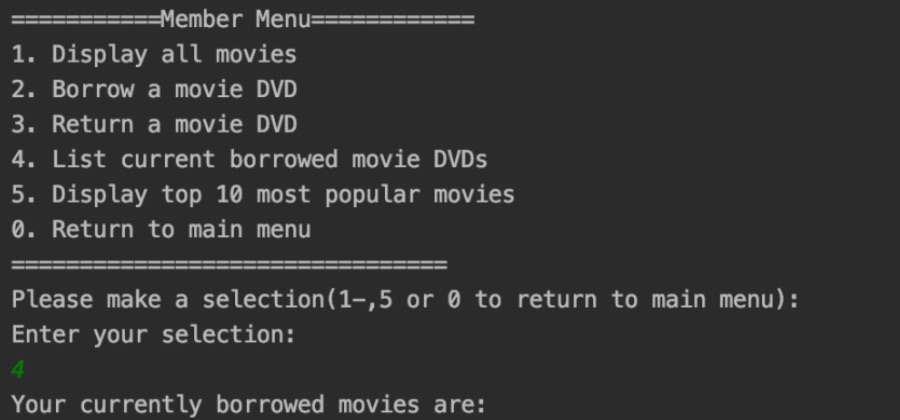 ===========Member Menu============
1. Display all movies
2. Borrow a movie DVD
3. Return a movie DVD
4. List current borrowed movie DVDs
5. Display top 10 most popular movies
0. Return to main menu
================================
Please make a selection(1-,5 or 0 to return to main menu):
Enter your selection:
4
Your currently borrowed movies are: